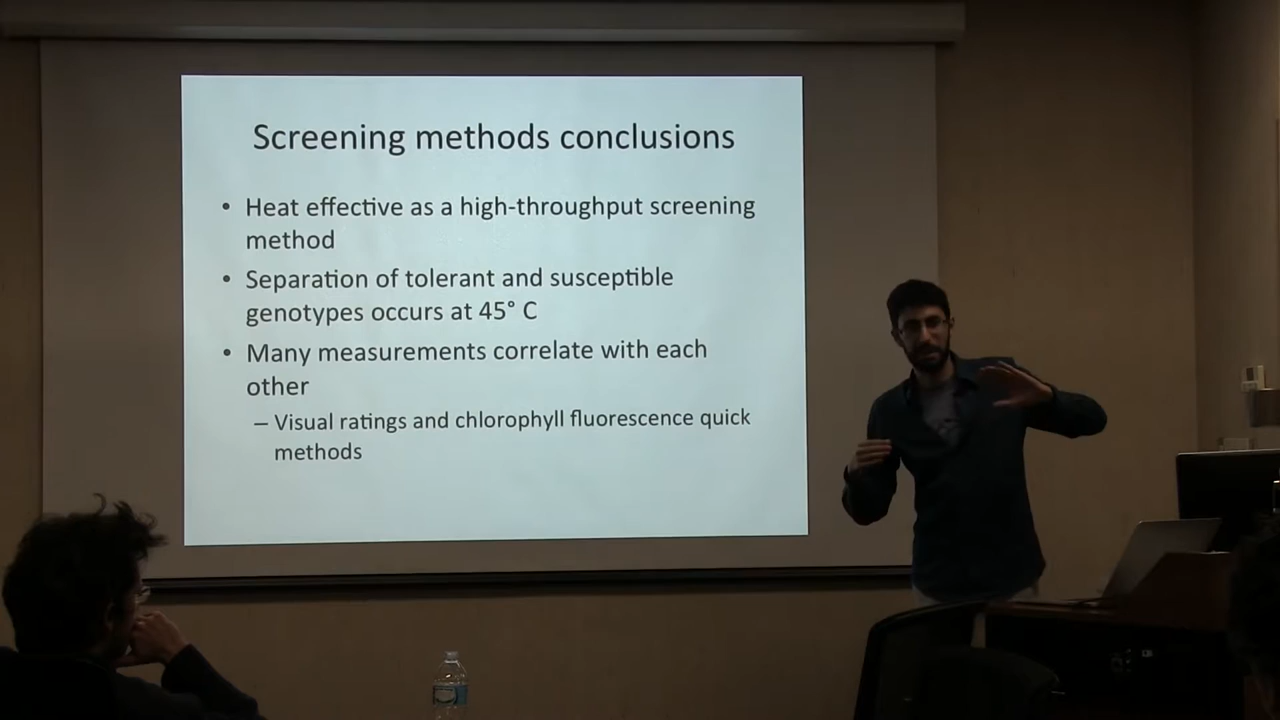 Screening methods conclusions
• Heat effective as a high-throughput screening
method
• Separation of tolerant and susceptible
genotypes occurs at 45° C
• Many measurements correlate with each
other
– Visual ratings and chlorophyll fluorescence quick
methods